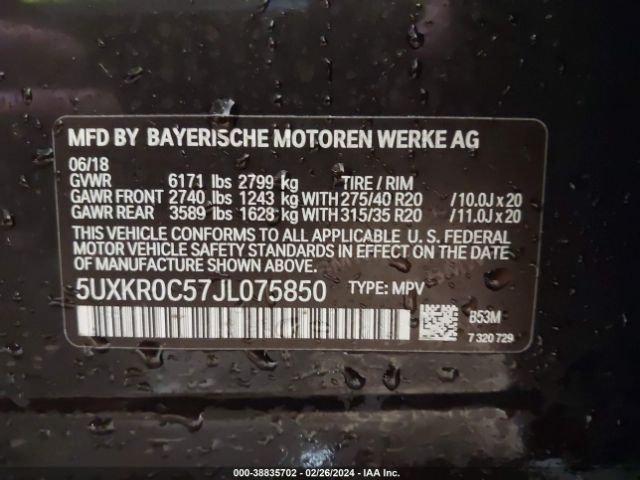 MFD BY BAYERISCHE MOTOREN WERKE AG
06/18
GVWR 6171 lbs 2799 kg TIRE / RIM
GAWR FRONT 2740 lbs 1243 kg WITH 275/40 R20 /10.0J x 20
GAWR REAR 3589 lbs 1628 kg WITH 315/35 R20 /11.0J x 20
THIS VEHICLE CONFORMS TO ALL APPLICABLE U. S. FEDERAL
MOTOR VEHICLE SAFETY STANDARDS IN EFFECT ON THE DATE
OF MANUFACTURE SHOWN ABOVE.
5UXKR0C57JL075850 TYPE: MPV
B53M
7 320 729
000-38835702 - 02/26/2024 - IAA Inc.